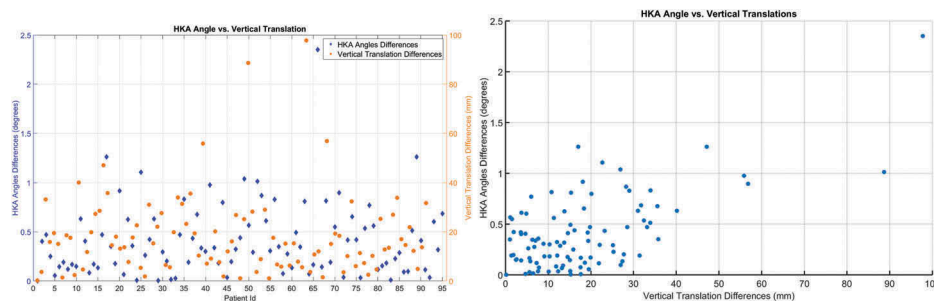 HKA Angle vs. Vertical Translation
HKA Angles Differences
Vertical Translation Differences
HKA Angles Differences (degrees)
2.5
2
1.5
1
0.5
0
100
80
60
40
20
0
Vertical Translation Differences (mm)
0 5 10 15 20 25 30 35 40 45 50 55 60 65 70 75 80 85 90 95
Patient Id
HKA Angle vs. Vertical Translations
HKA Angles Differences (degrees)
2.5
2
1.5
1
0.5
0
0 10 20 30 40 50 60 70 80 90 100
Vertical Translation Differences (mm)